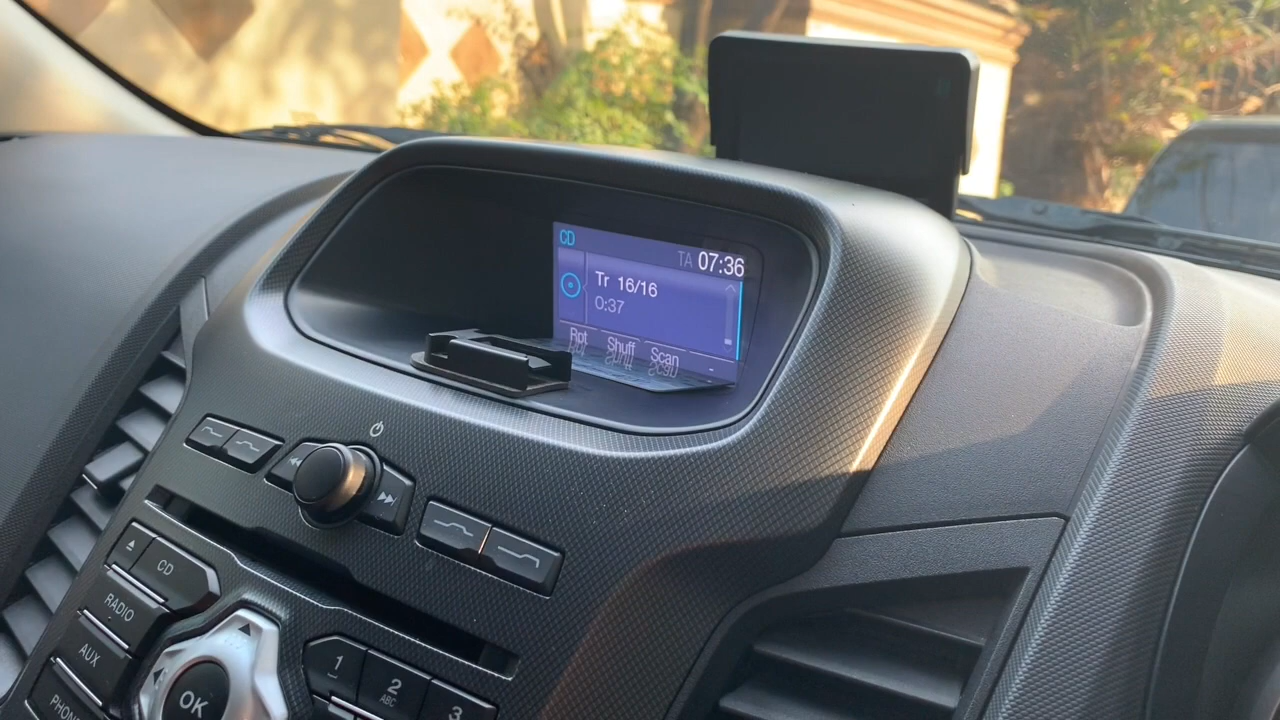 CD
TA 07:36
Tr 16/16
0:37
Rpt Shuff Scan
CD
RADIO
AUX
PHONE
OK
1
2
ABC
3